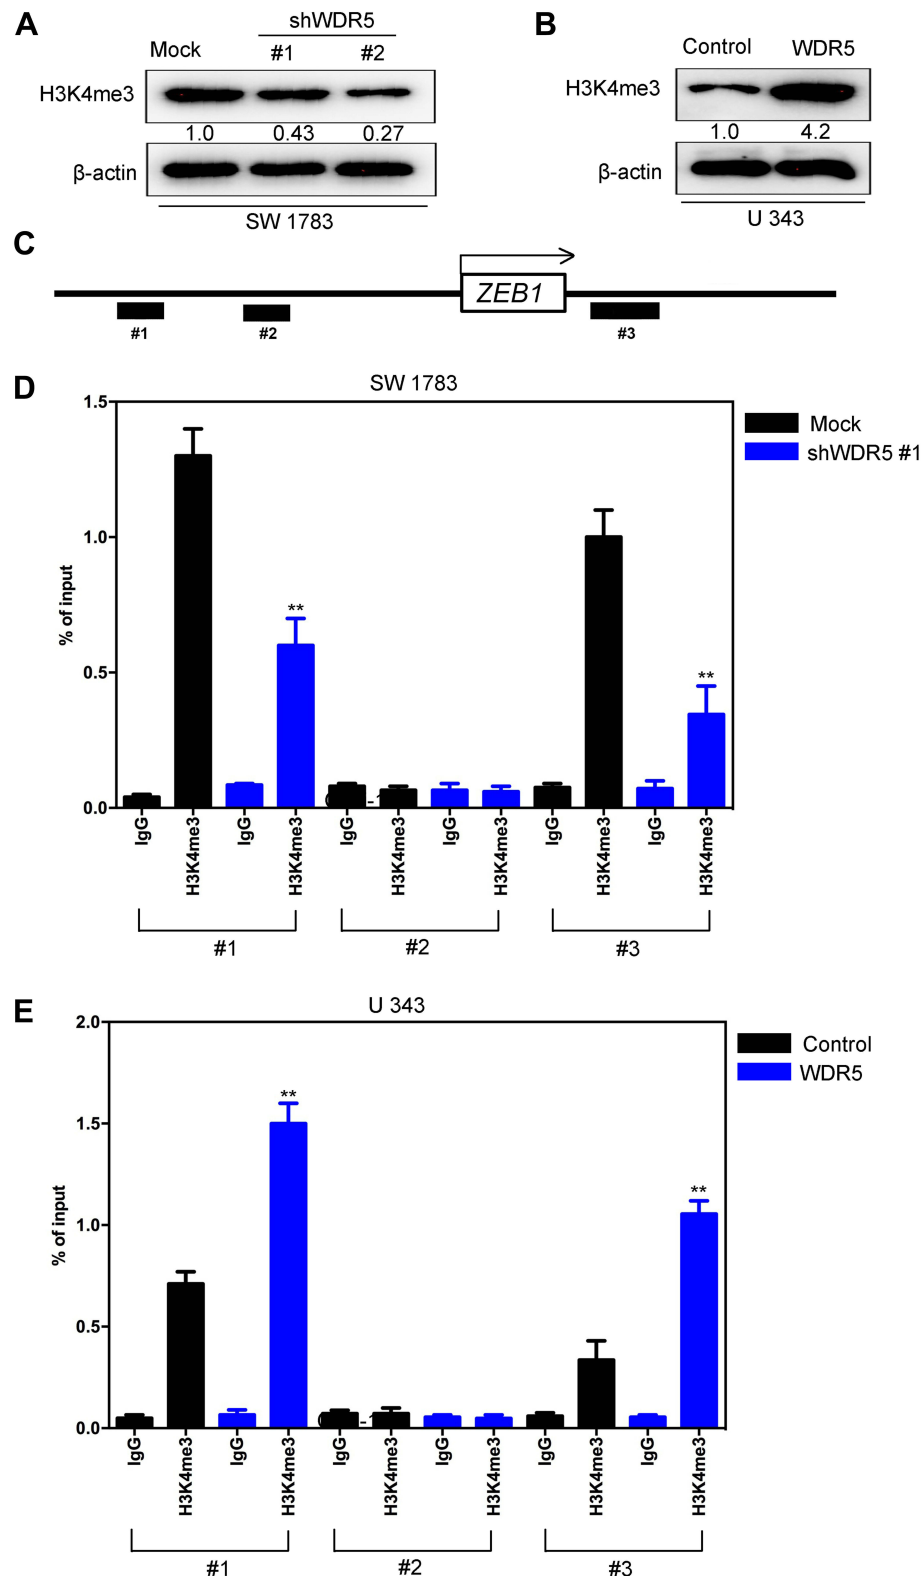 A
shWDR5
Mock #1 #2
H3K4me3
1.0 0.43 0.27
β-actin
SW 1783
B
Control WDR5
H3K4me3
1.0 4.2
β-actin
U 343
C
ZEB1
#1 #2 #3
D
SW 1783
Mock
shWDR5 #1
% of input
1.5
1.0
0.5
0.0
**
**
IgG H3K4me3 IgG H3K4me3 IgG H3K4me3 IgG H3K4me3 IgG H3K4me3 IgG H3K4me3
#1 #2 #3
E
U 343
Control
WDR5
% of input
2.0
1.5
1.0
0.5
0.0
**
**
IgG H3K4me3 IgG H3K4me3 IgG H3K4me3 IgG H3K4me3 IgG H3K4me3 IgG H3K4me3
#1 #2 #3